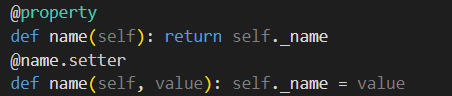 @property
def name(self): return self._name
@name.setter
def name(self, value): self._name = value